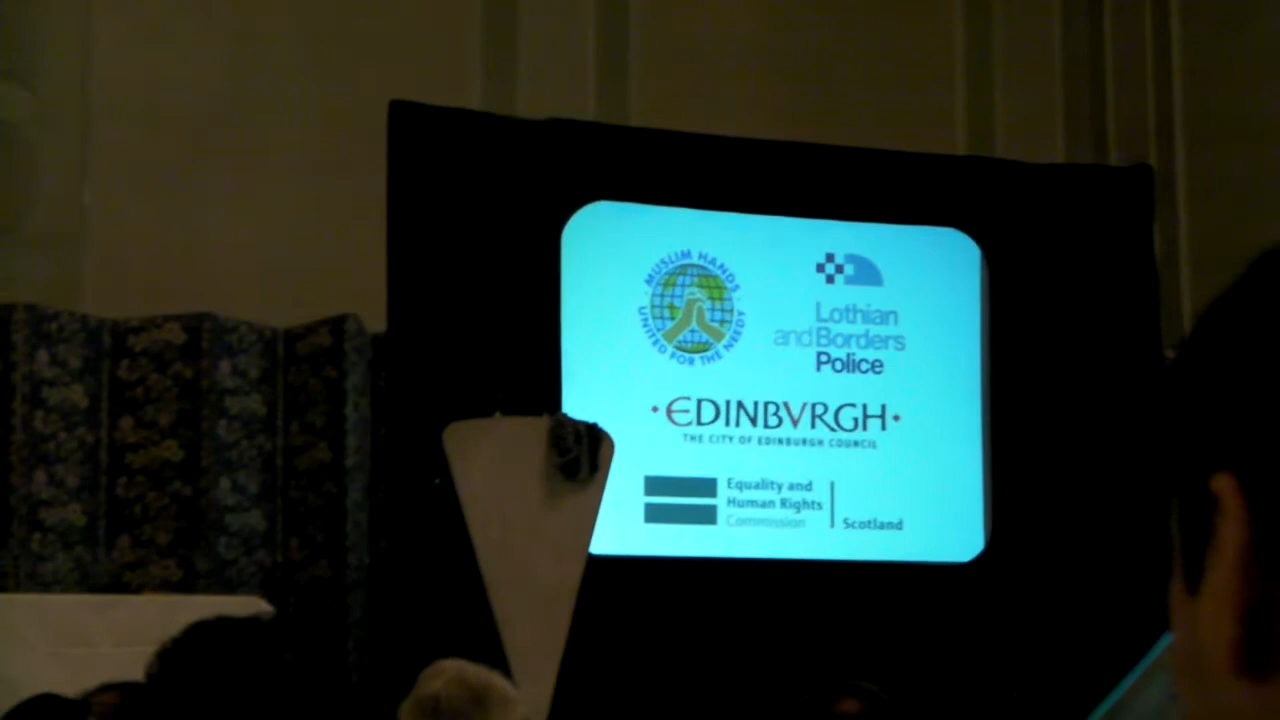 MUSLIM HANDS
UNITED FOR THE NEEDY
Lothian
and Borders
Police
·EDINBVRGH·
THE CITY OF EDINBURGH COUNCIL
Equality and
Human Rights
Commission
Scotland